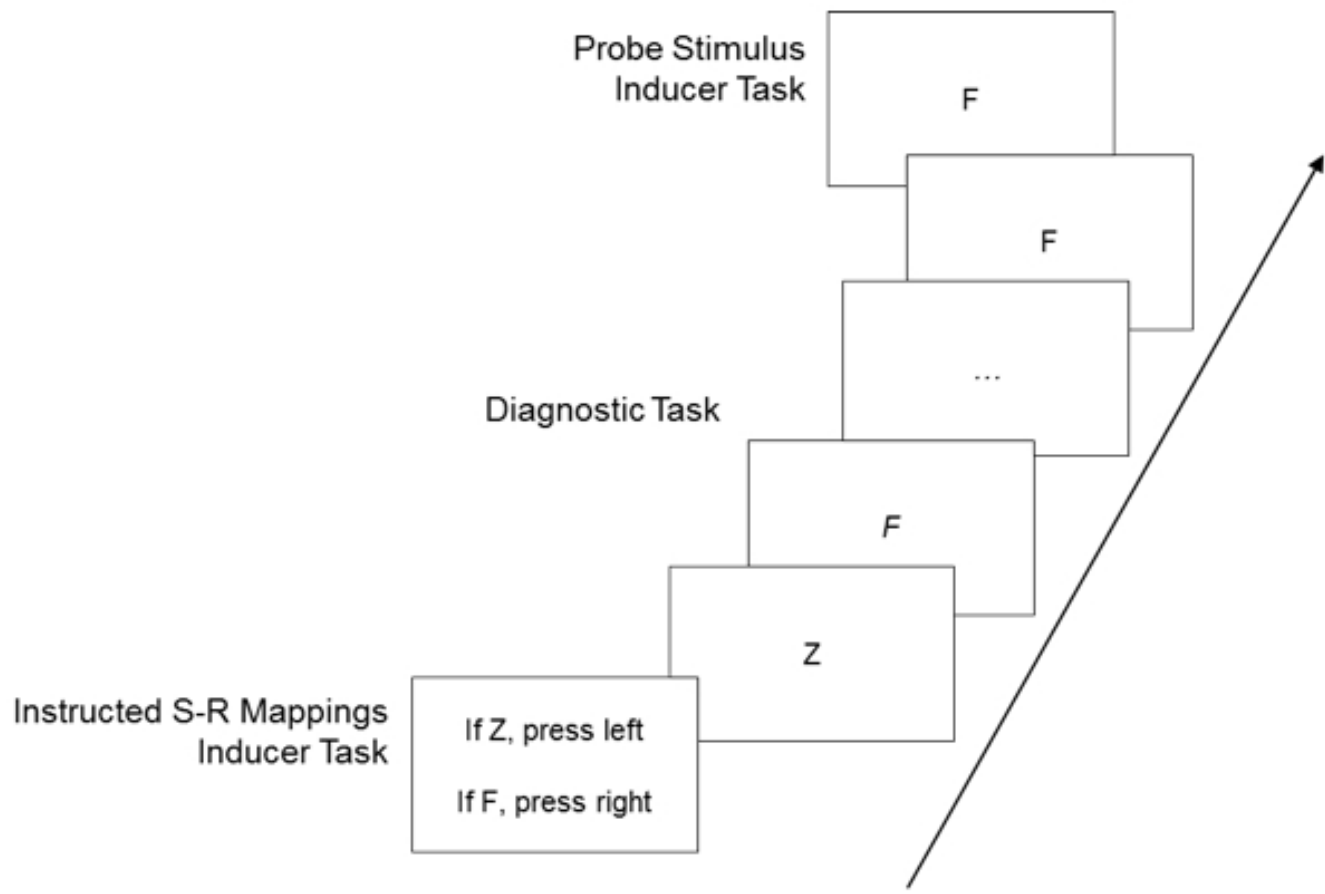 Probe Stimulus
Inducer Task
F
F
...
Diagnostic Task
F
Z
Instructed S-R Mappings
Inducer Task
If Z, press left
If F, press right